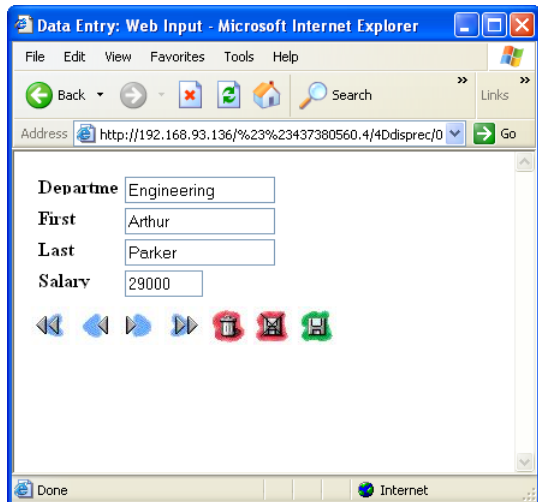 Data Entry: Web Input - Microsoft Internet Explorer
File Edit View Favorites Tools Help
Back Search Links
Address http://192.168.93.136/%23%23437380560.4/4Ddisprec/0 Go
Departme Engineering
First Arthur
Last Parker
Salary 29000
Done Internet